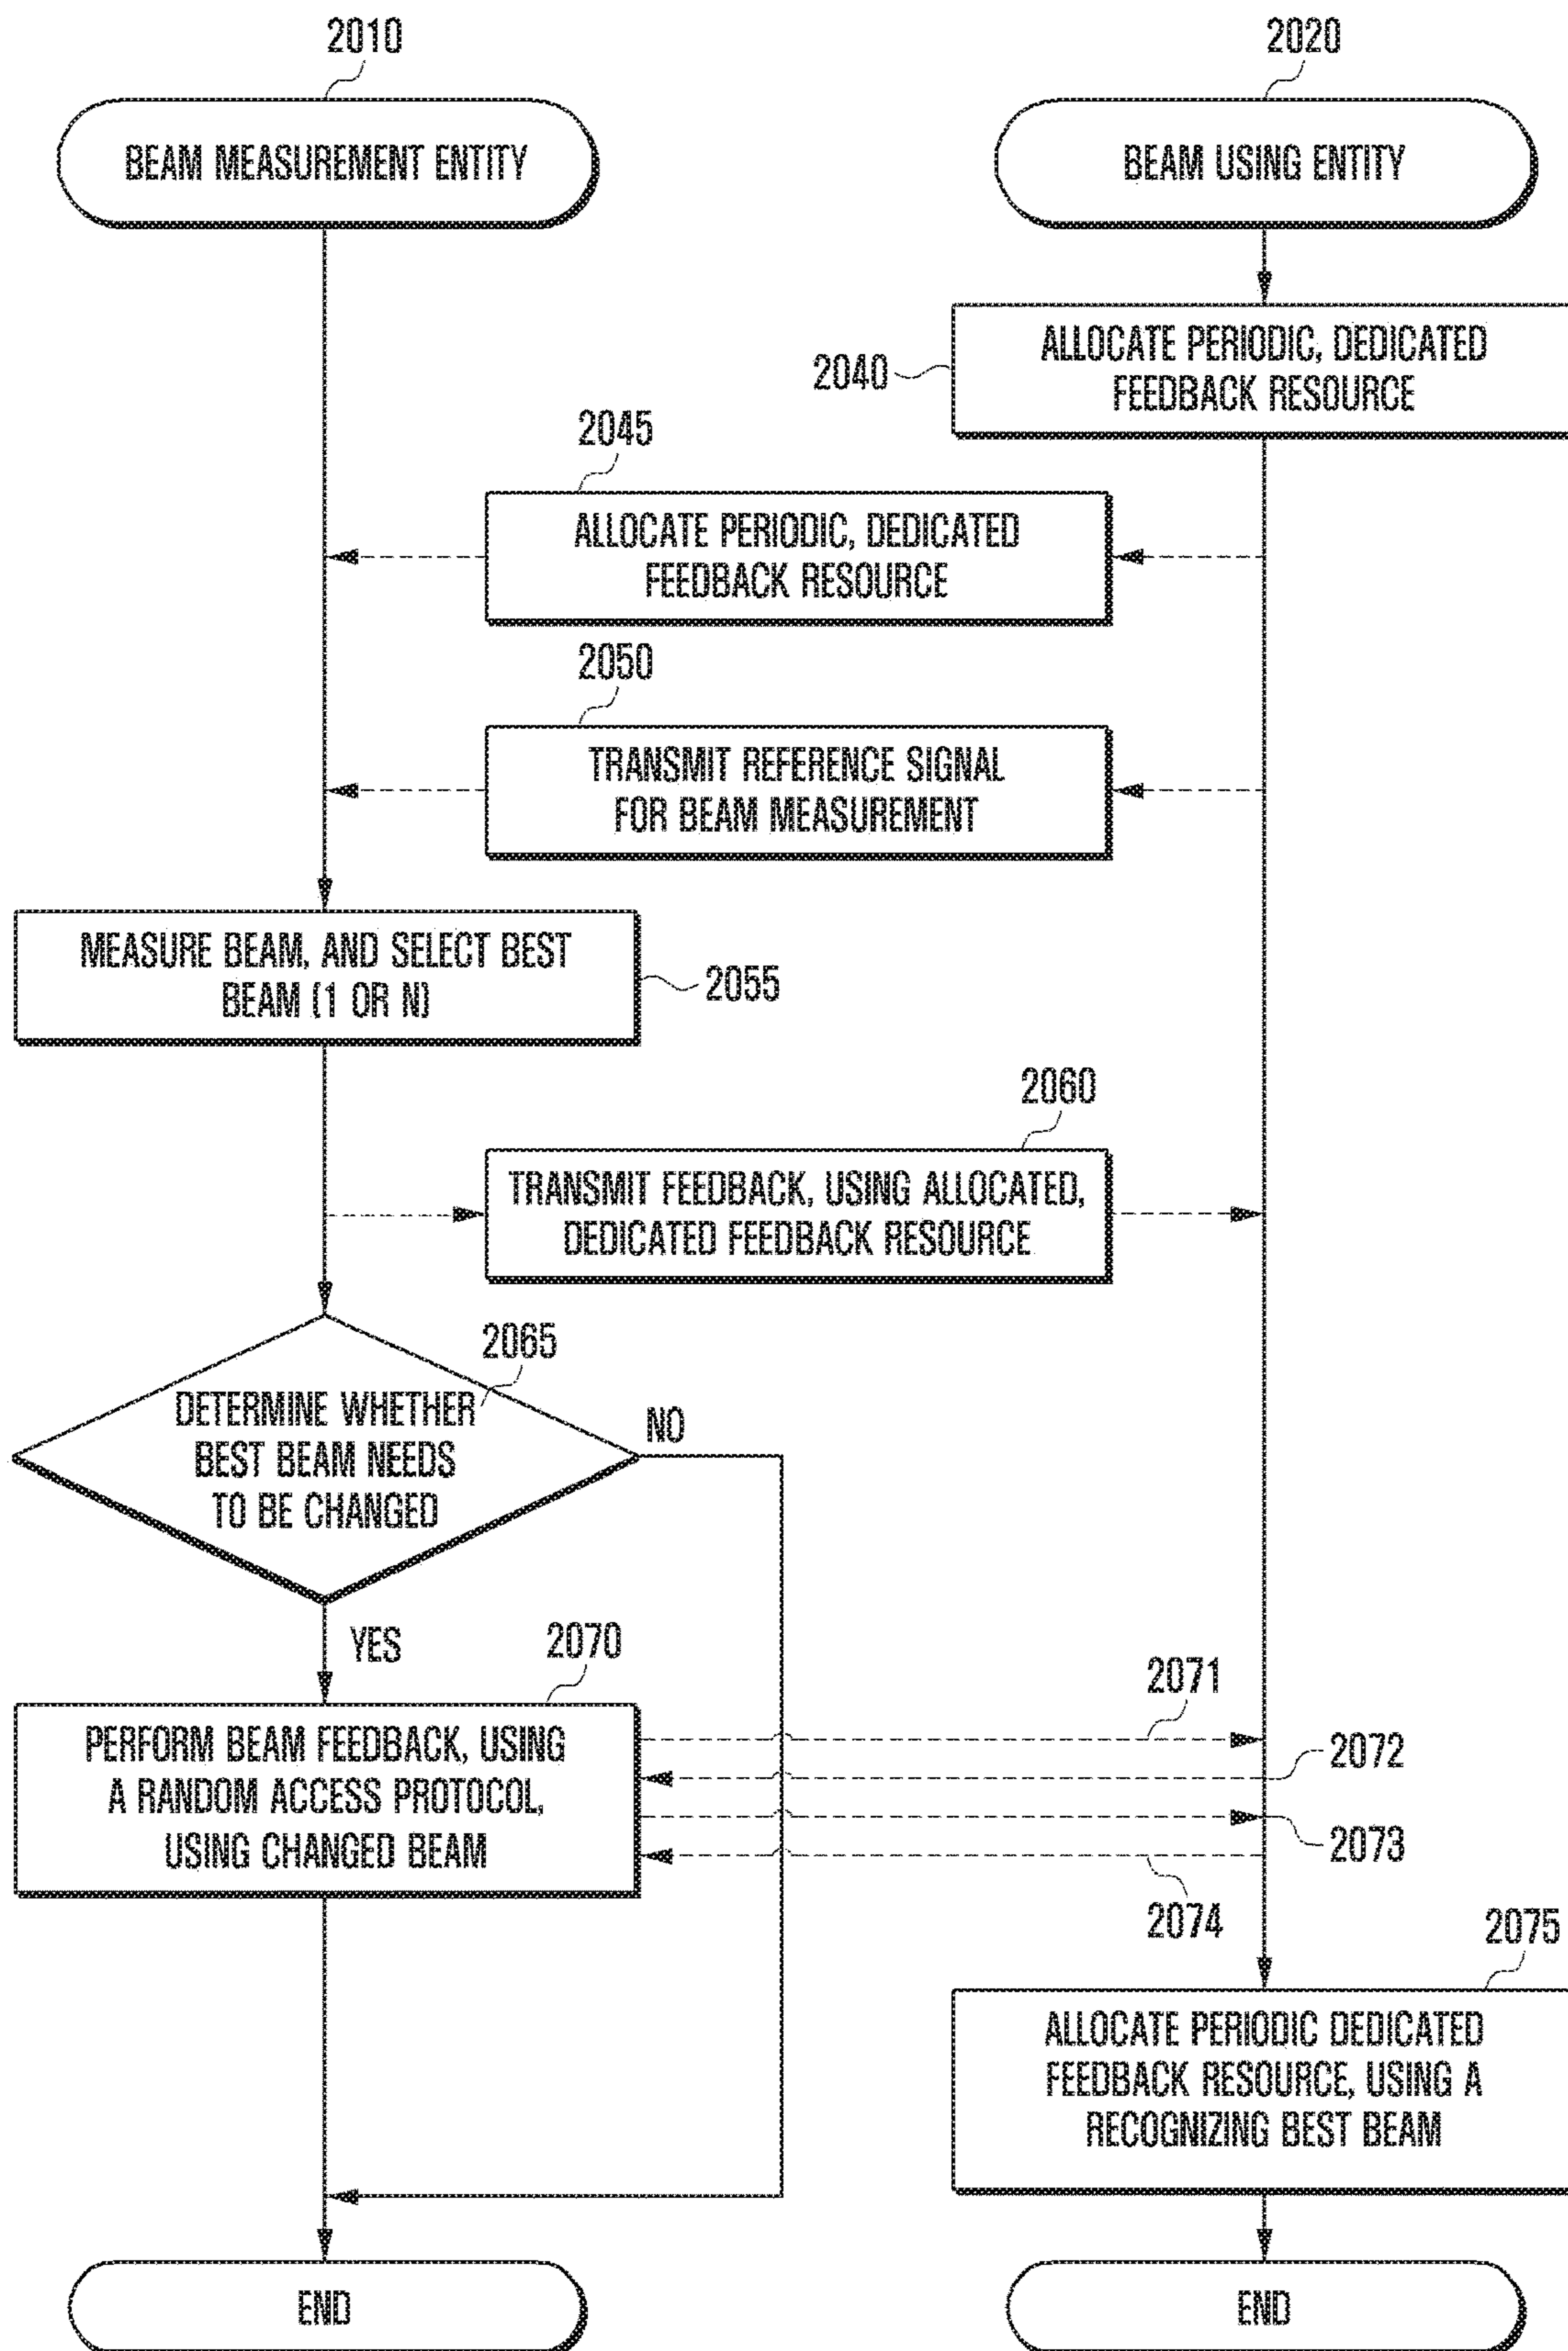 2010
2020
BEAM MEASUREMENT ENTITY
BEAM USING ENTITY
ALLOCATE PERIODIC, DEDICATED
FEEDBACK RESOURCE
2040
2045
ALLOCATE PERIODIC, DEDICATED
FEEDBACK RESOURCE
2050
TRANSMIT REFERENCE SIGNAL
FOR BEAM MEASUREMENT
MEASURE BEAM, AND SELECT BEST
BEAM (1 OR N)
2055
2060
TRANSMIT FEEDBACK, USING ALLOCATED,
DEDICATED FEEDBACK RESOURCE
2065
DETERMINE WHETHER
BEST BEAM NEEDS
TO BE CHANGED
NO
YES
2070
PERFORM BEAM FEEDBACK, USING
A RANDOM ACCESS PROTOCOL,
USING CHANGED BEAM
2071
2072
2073
2074
2075
ALLOCATE PERIODIC DEDICATED
FEEDBACK RESOURCE, USING A
RECOGNIZING BEST BEAM
END
END